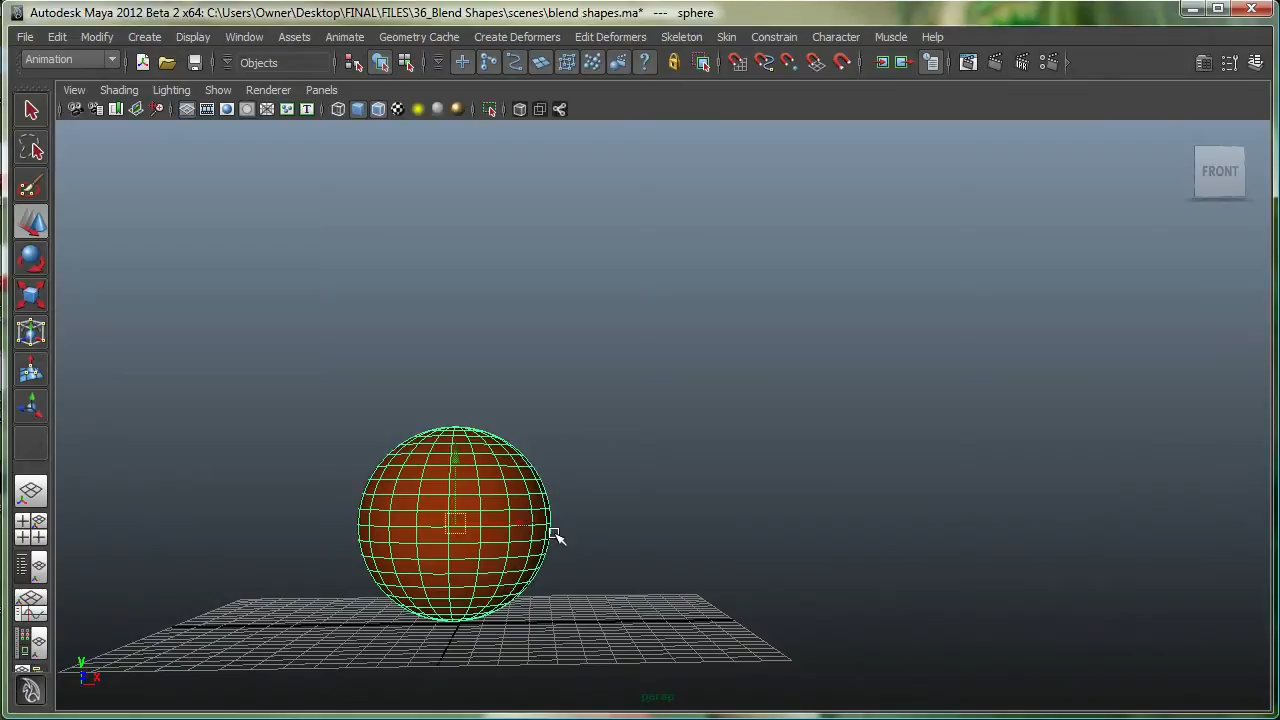 Autodesk Maya 2012 Beta 2 x64: C:\Users\Owner\Desktop\FINAL\FILES\36_Blend Shapes\scenes\blend shapes.ma* --- sphere
File Edit Modify Create Display Window Assets Animate Geometry Cache Create Deformers Edit Deformers Skeleton Skin Constrain Character Muscle Help
Animation Objects
View Shading Lighting Show Renderer Panels
FRONT
y
x
persp